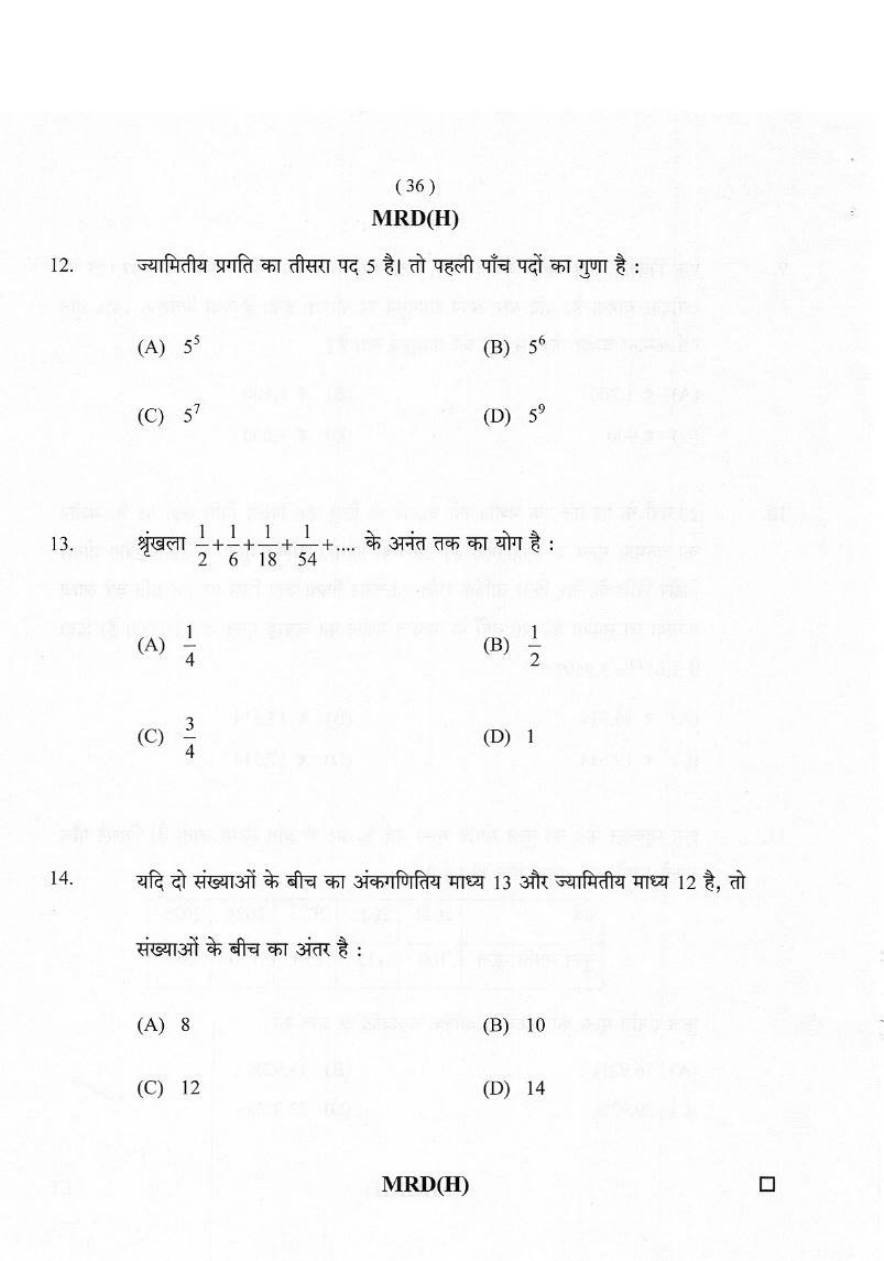 ( 36 )
MRD(H)
12. ज्यामितीय प्रगति का तीसरा पद 5 है। तो पहली पाँच पदों का गुणा है :
(A) 5⁵ (B) 5⁶
(C) 5⁷ (D) 5⁹
13. श्रृंखला 1/2 + 1/6 + 1/18 + 1/54 + .... के अनंत तक का योग है :
(A) 1/4 (B) 1/2
(C) 3/4 (D) 1
14. यदि दो संख्याओं के बीच का अंकगणितिय माध्य 13 और ज्यामितीय माध्य 12 है, तो
संख्याओं के बीच का अंतर है :
(A) 8 (B) 10
(C) 12 (D) 14
MRD(H)